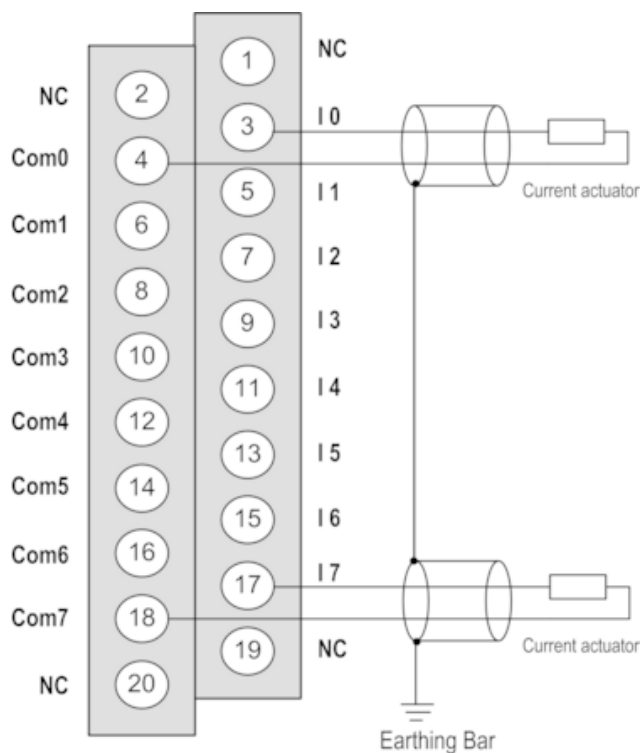 1 NC
NC 2
3 I 0
Com0 4
Current actuator
5 I 1
Com1 6
7 I 2
Com2 8
9 I 3
Com3 10
11 I 4
Com4 12
13 I 5
Com5 14
15 I 6
Com6 16
17 I 7
Com7 18
Current actuator
19 NC
NC 20
Earthing Bar